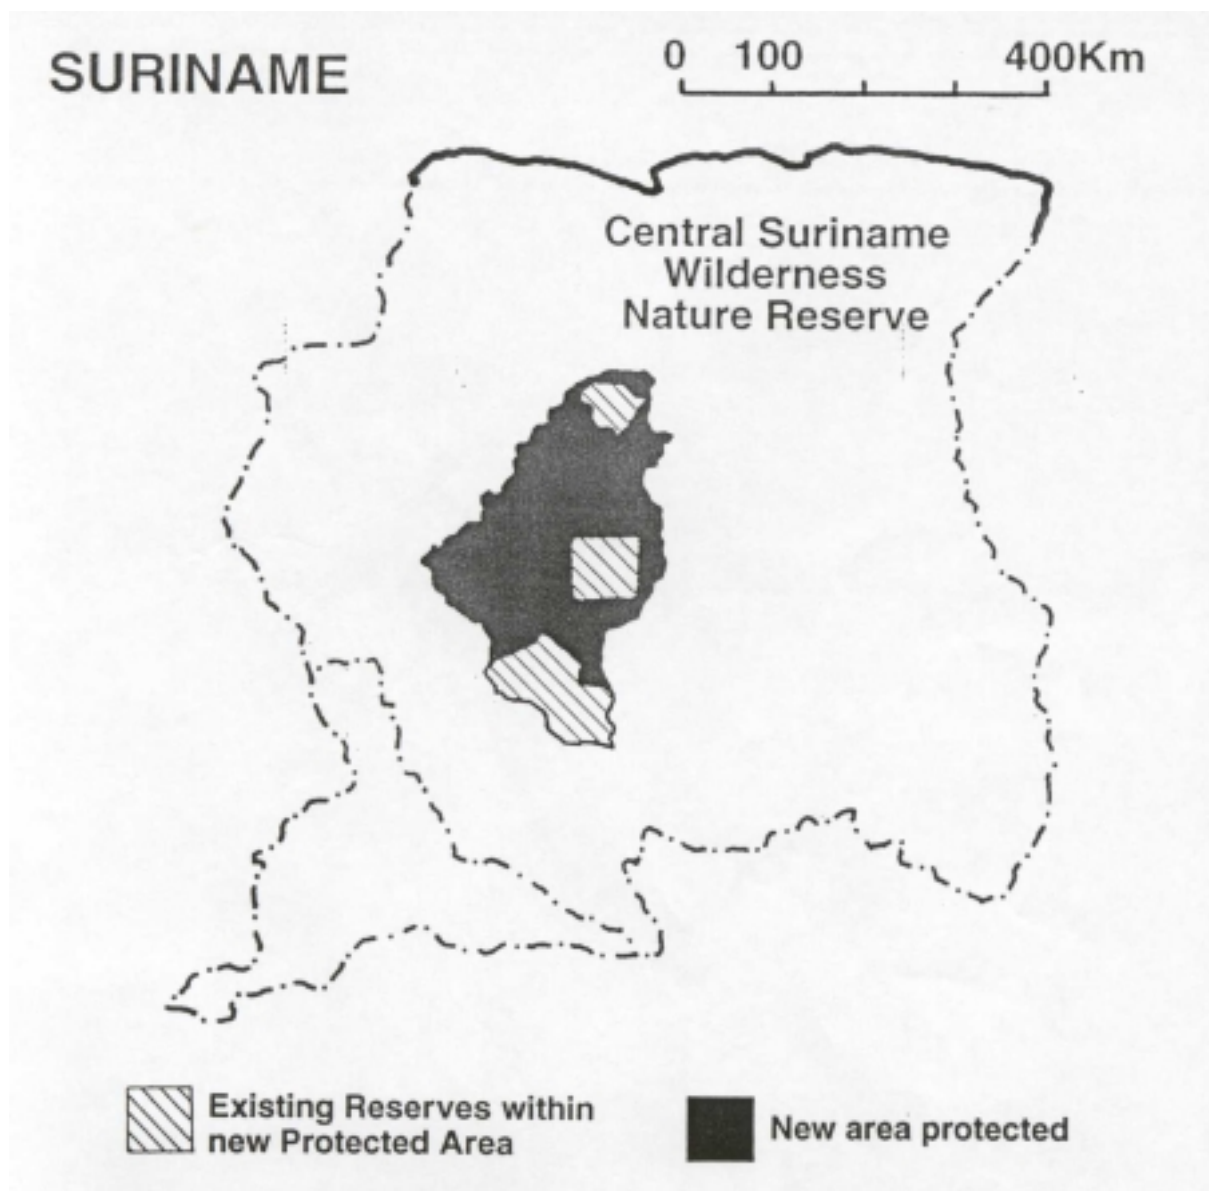 SURINAME
0 100 400Km
Central Suriname
Wilderness
Nature Reserve
Existing Reserves within
new Protected Area
New area protected